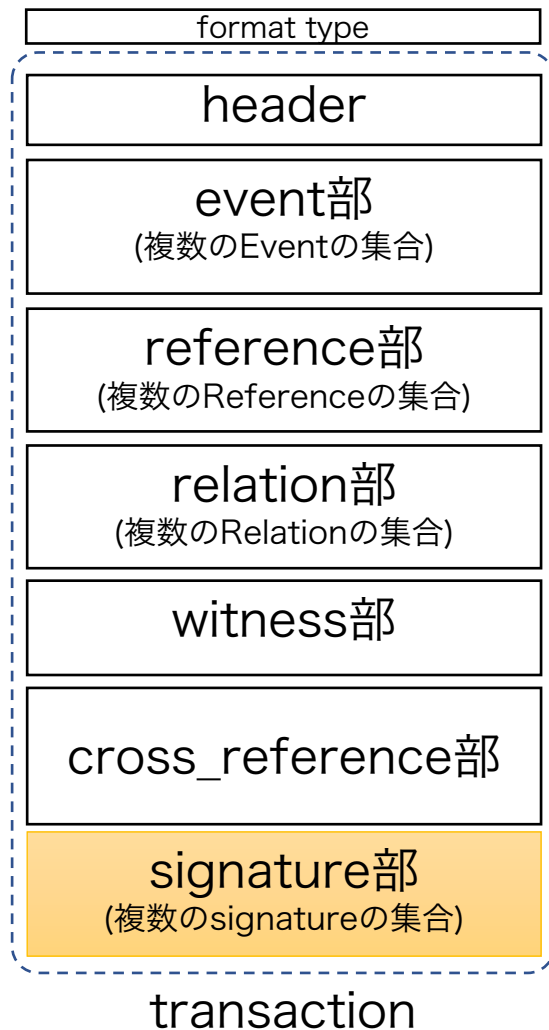 format type
header
event部
(複数のEventの集合)
reference部
(複数のReferenceの集合)
relation部
(複数のRelationの集合)
witness部
cross_reference部
signature部
(複数のsignatureの集合)
transaction